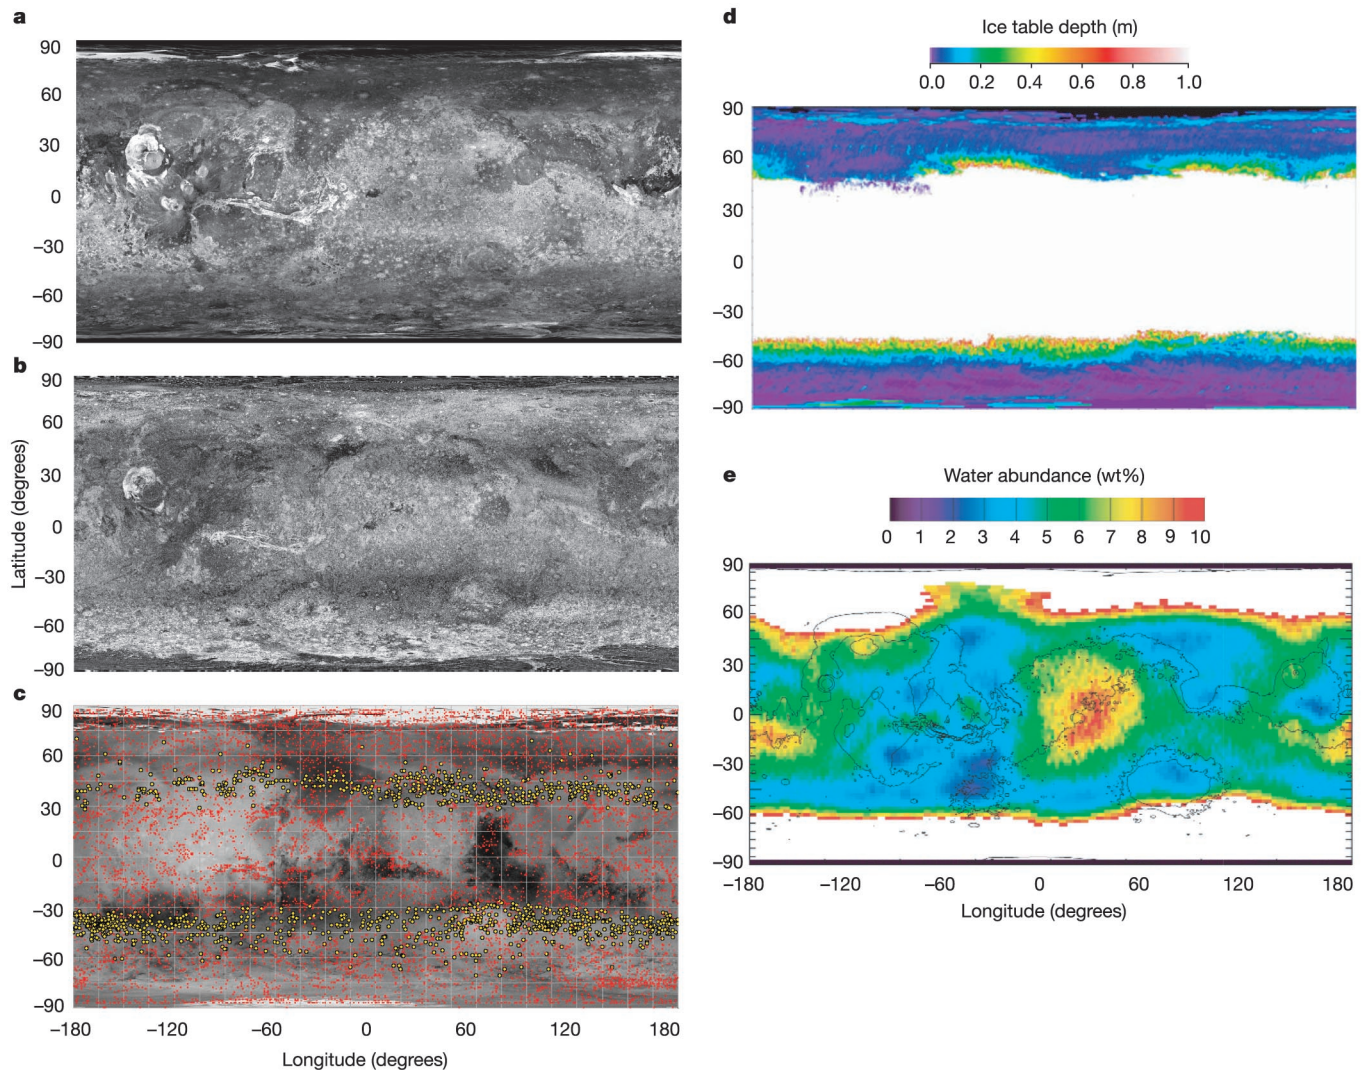 a
90
60
30
0
−30
−60
−90
b
Latitude (degrees)
90
60
30
0
−30
−60
−90
c
90
60
30
0
−30
−60
−90
−180 −120 −60 0 60 120 180
Longitude (degrees)
d
Ice table depth (m)
0.0 0.2 0.4 0.6 0.8 1.0
90
60
30
0
−30
−60
−90
e
Water abundance (wt%)
0 1 2 3 4 5 6 7 8 9 10
90
60
30
0
−30
−60
−90
−180 −120 −60 0 60 120 180
Longitude (degrees)